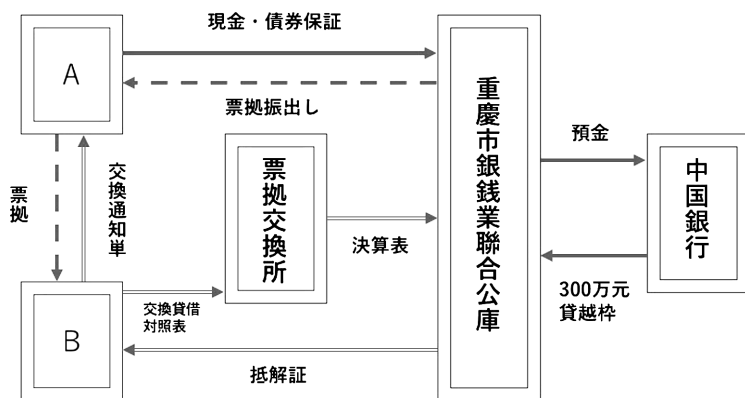 現金・債券保証
A
票拠振出し
重慶市銀銭業聯合公庫
預金
中国銀行
票拠
交換通知単
票拠交換所
決算表
300万元
貸越枠
B
交換貸借
対照表
抵解証